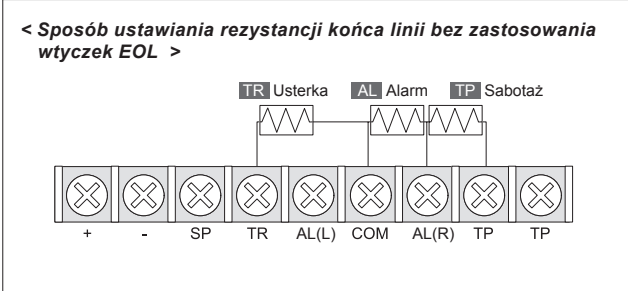 < Sposób ustawiania rezystancji końca linii bez zastosowania
wtyczek EOL >
TR Usterka AL Alarm TP Sabotaż
+ - SP TR AL(L) COM AL(R) TP TP